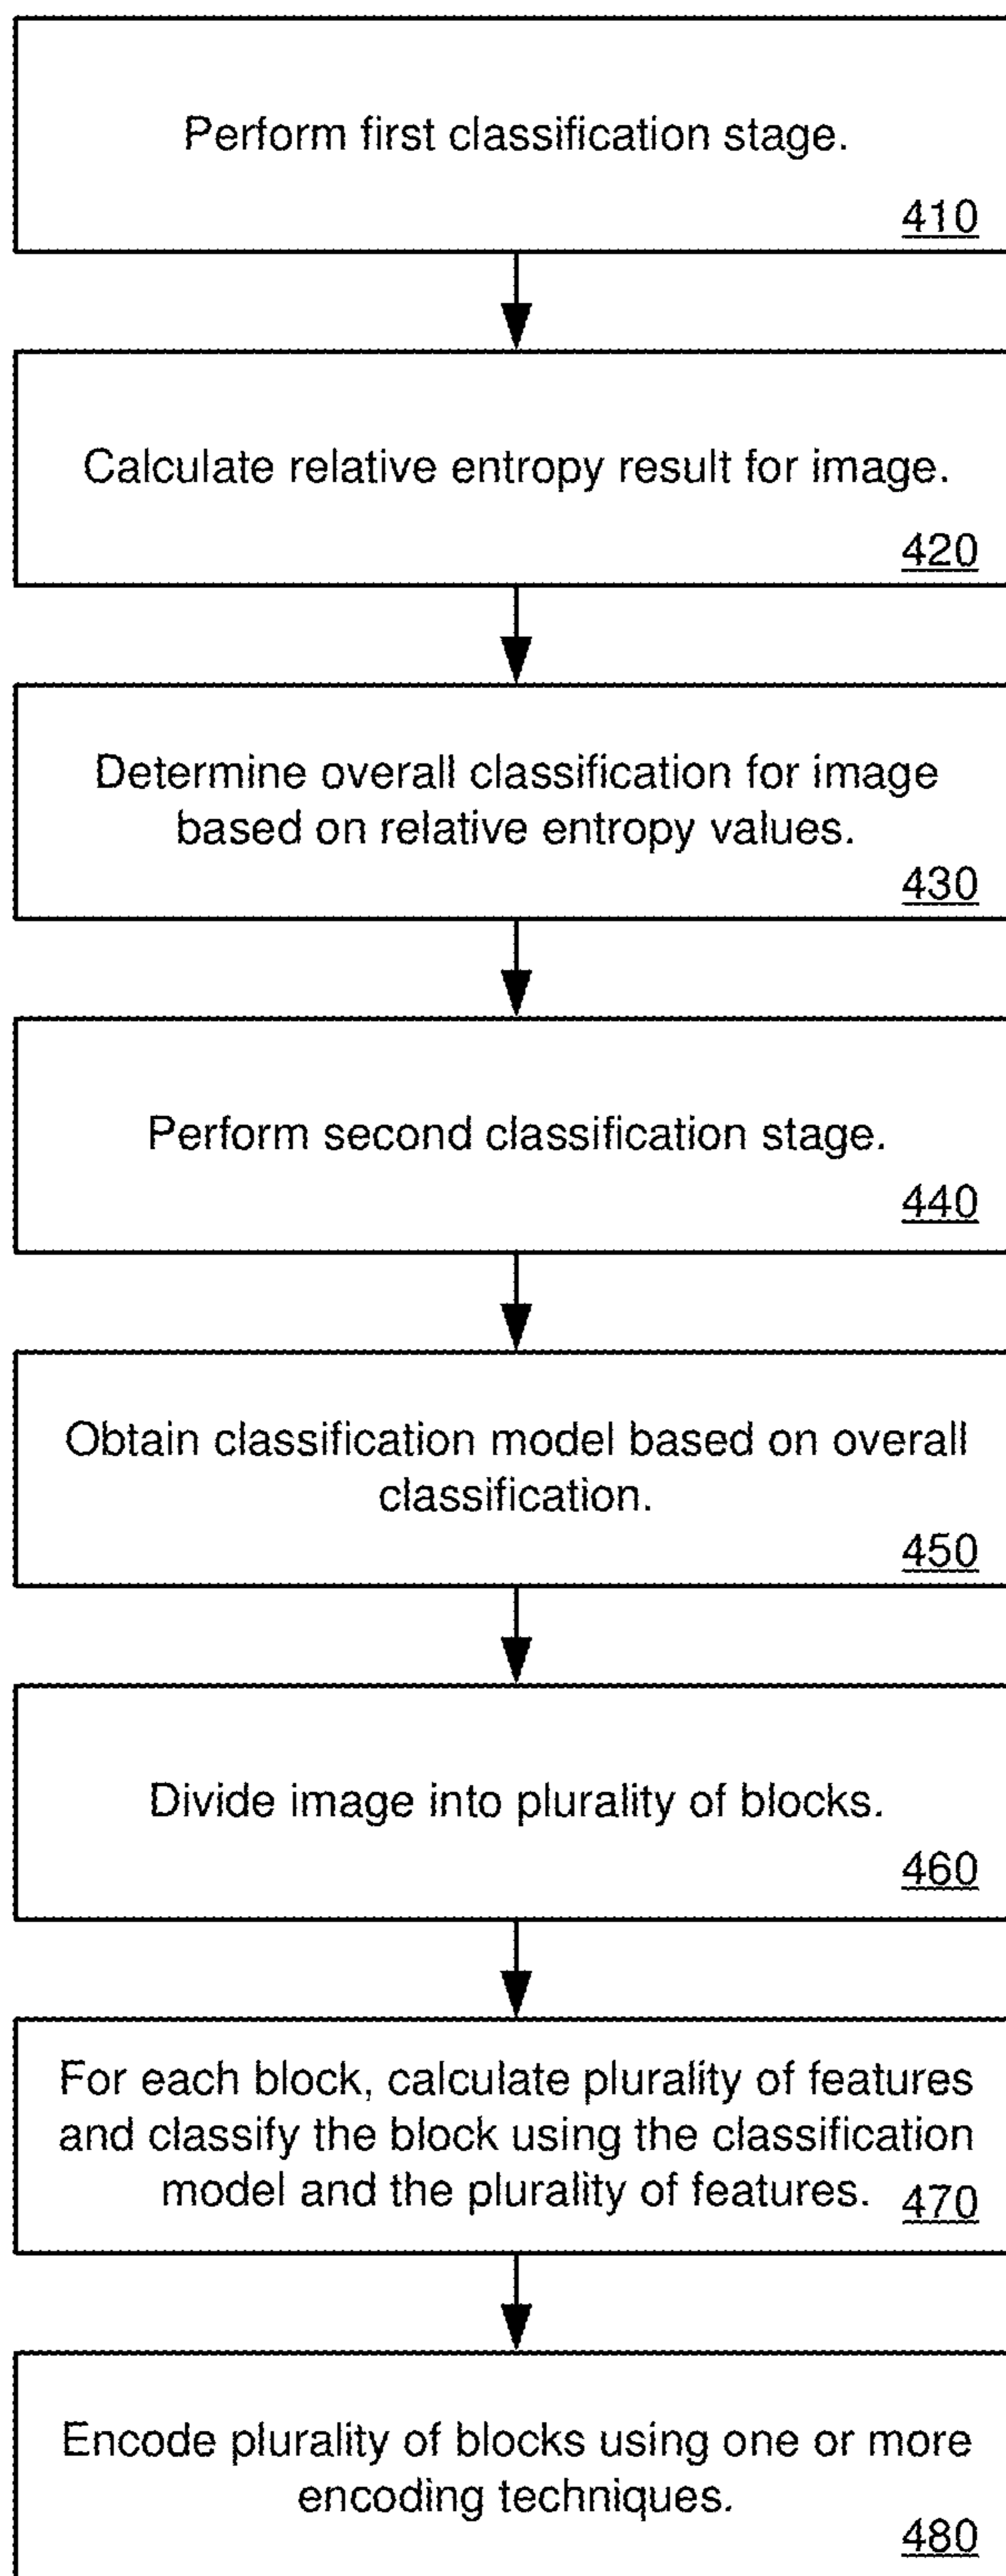 Perform first classification stage.
410
Calculate relative entropy result for image.
420
Determine overall classification for image
based on relative entropy values.
430
Perform second classification stage.
440
Obtain classification model based on overall
classification.
450
Divide image into plurality of blocks.
460
For each block, calculate plurality of features
and classify the block using the classification
model and the plurality of features. 470
Encode plurality of blocks using one or more
encoding techniques.
480